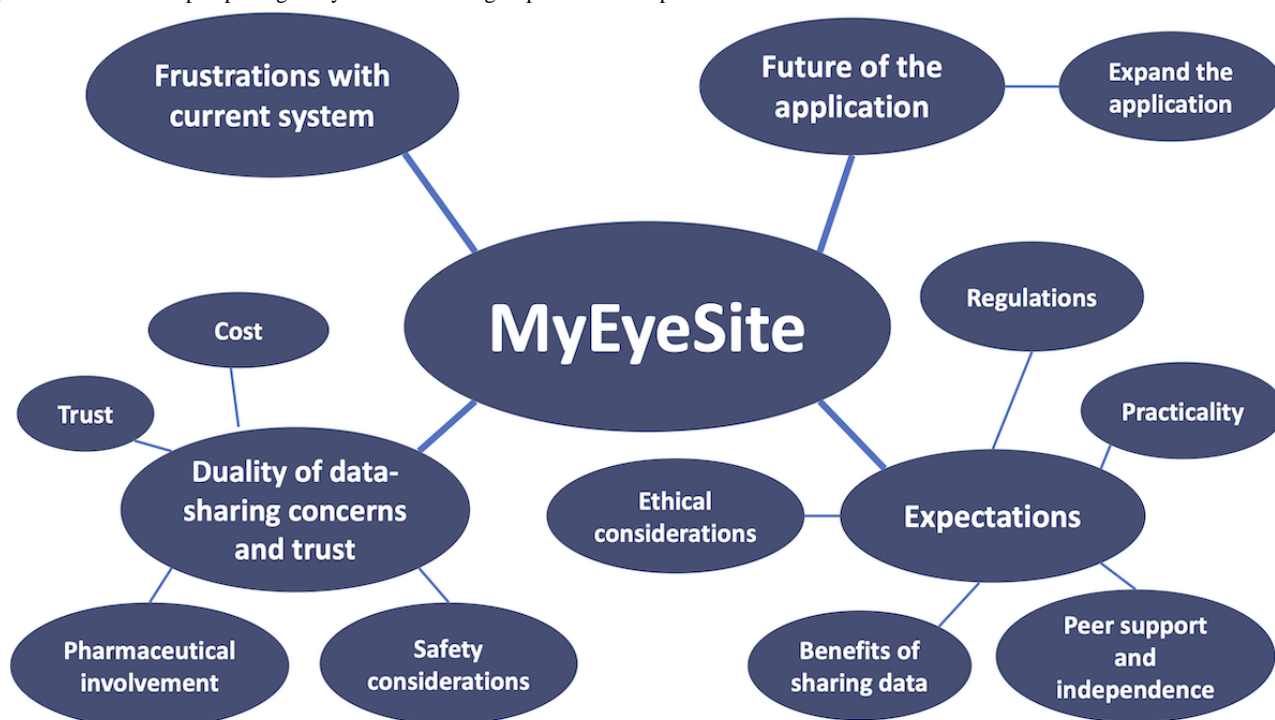 Frustrations with
current system
Future of the
application
Expand the
application
MyEyeSite
Regulations
Cost
Trust
Practicality
Duality of data-
sharing concerns
and trust
Ethical
considerations
Expectations
Pharmaceutical
involvement
Safety
considerations
Benefits of
sharing data
Peer support
and
independence